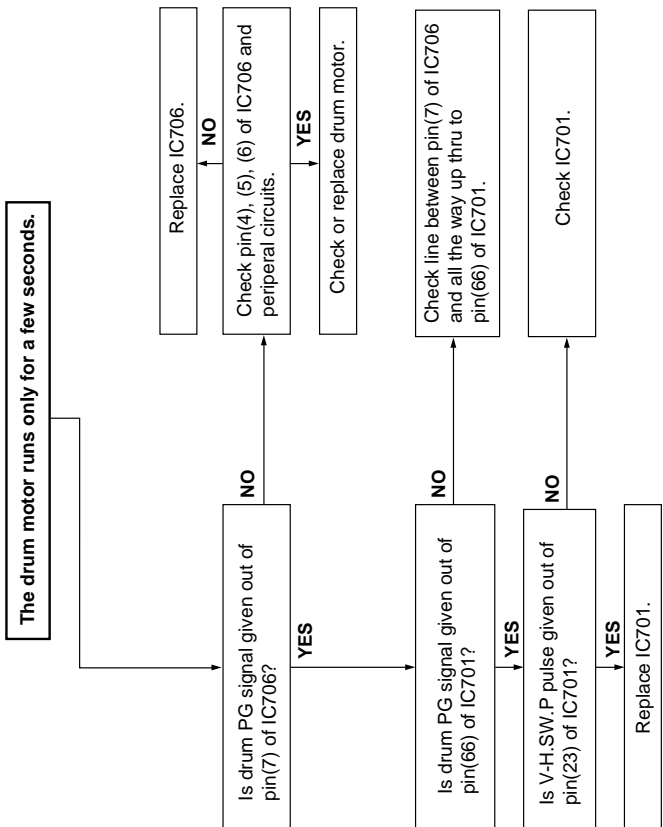 The drum motor runs only for a few seconds.
Is drum PG signal given out of
pin(7) of IC706?
NO
Check pin(4), (5), (6) of IC706 and
periperal circuits.
NO
Replace IC706.
YES
Check or replace drum motor.
YES
Is drum PG signal given out of
pin(66) of IC701?
NO
Check line between pin(7) of IC706
and all the way up thru to
pin(66) of IC701.
YES
Is V-H.SW.P pulse given out of
pin(23) of IC701?
NO
Check IC701.
YES
Replace IC701.